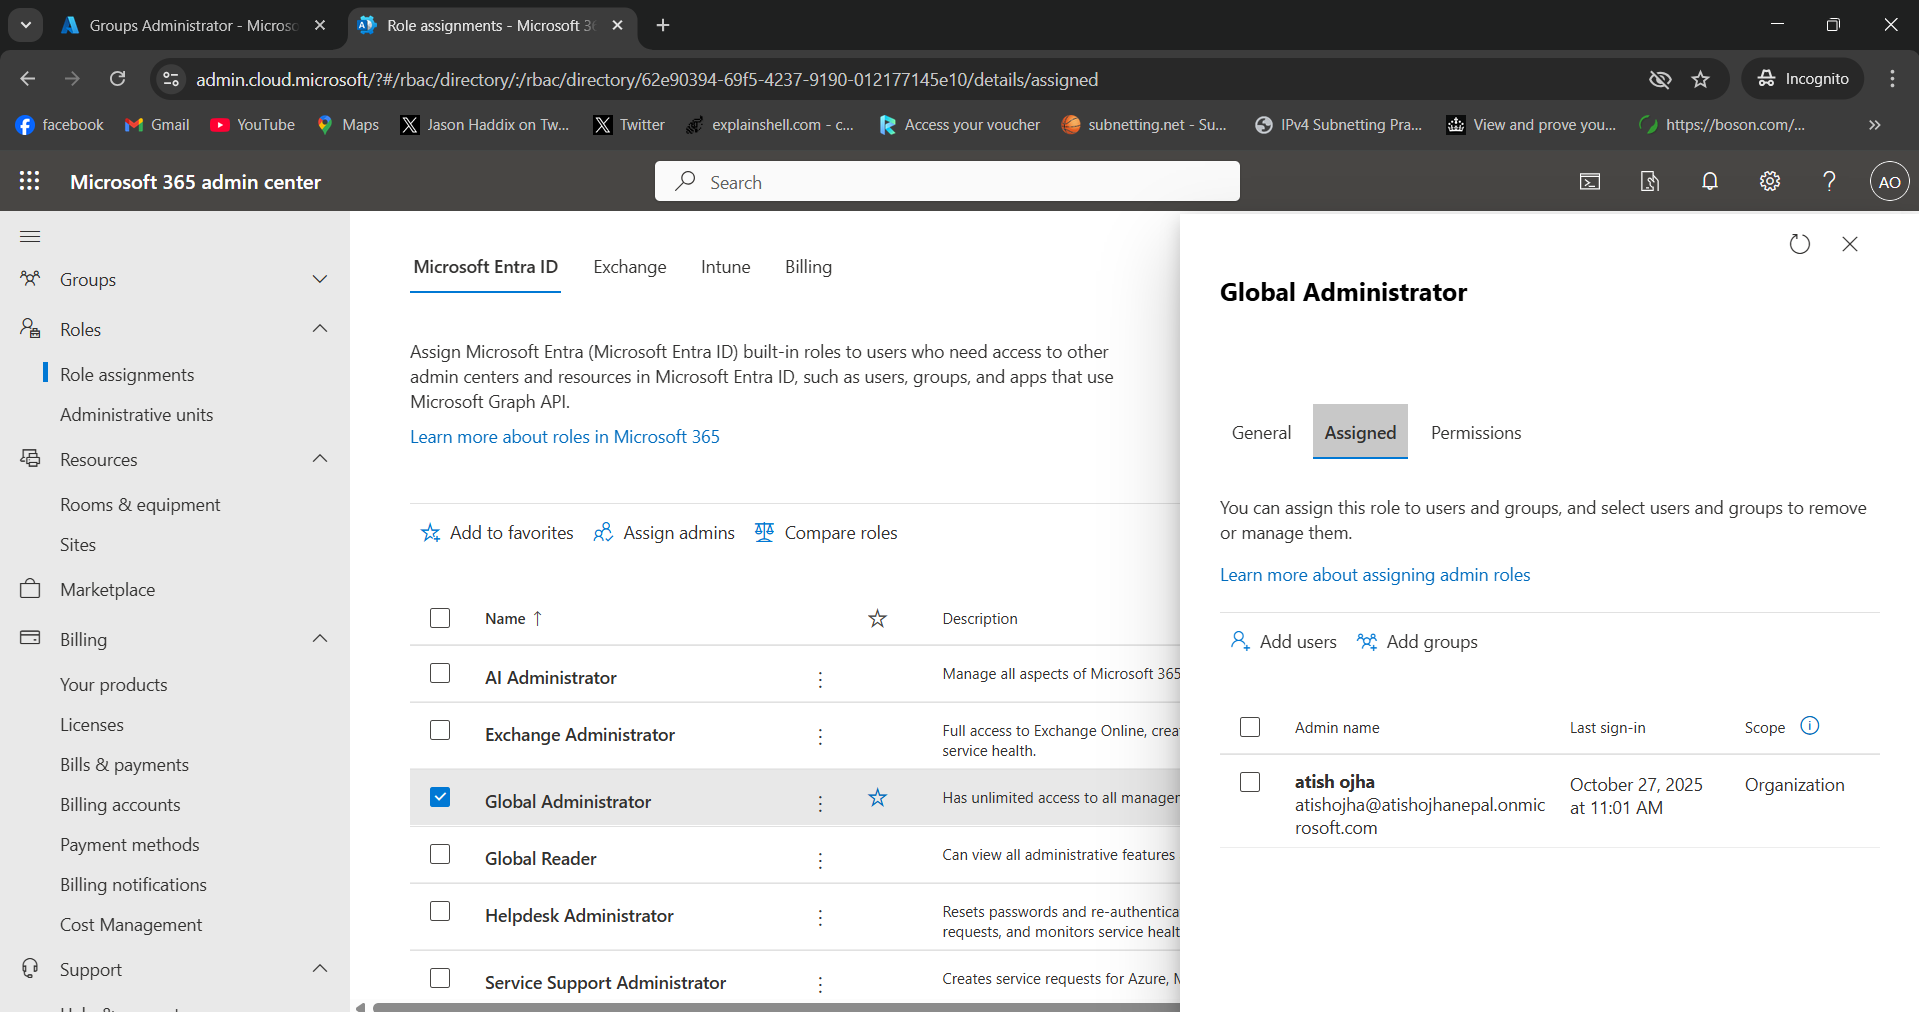 Groups Administrator - Microso
Role assignments - Microsoft 36
admin.cloud.microsoft/?#/rbac/directory/:/rbac/directory/62e90394-69f5-4237-9190-012177145e10/details/assigned
Incognito
facebook
Gmail
YouTube
Maps
Jason Haddix on Tw...
Twitter
explainshell.com - c...
Access your voucher
subnetting.net - Su...
IPv4 Subnetting Pra...
View and prove you...
https://boson.com/...
Microsoft 365 admin center
Search
AO
Groups
Roles
Role assignments
Administrative units
Resources
Rooms & equipment
Sites
Marketplace
Billing
Your products
Licenses
Bills & payments
Billing accounts
Payment methods
Billing notifications
Cost Management
Support
Microsoft Entra ID
Exchange
Intune
Billing
Assign Microsoft Entra (Microsoft Entra ID) built-in roles to users who need access to other
admin centers and resources in Microsoft Entra ID, such as users, groups, and apps that use
Microsoft Graph API.
Learn more about roles in Microsoft 365
Add to favorites
Assign admins
Compare roles
Name ↑
Description
AI Administrator
Manage all aspects of Microsoft 365
Exchange Administrator
Full access to Exchange Online, crea
service health.
Global Administrator
Has unlimited access to all manager
Global Reader
Can view all administrative features
Helpdesk Administrator
Resets passwords and re-authentica
requests, and monitors service healt
Service Support Administrator
Creates service requests for Azure, M
Global Administrator
General
Assigned
Permissions
You can assign this role to users and groups, and select users and groups to remove
or manage them.
Learn more about assigning admin roles
Add users
Add groups
Admin name
Last sign-in
Scope
atish ojha
atishojha@atishojhanepal.onmic
rosoft.com
October 27, 2025
at 11:01 AM
Organization